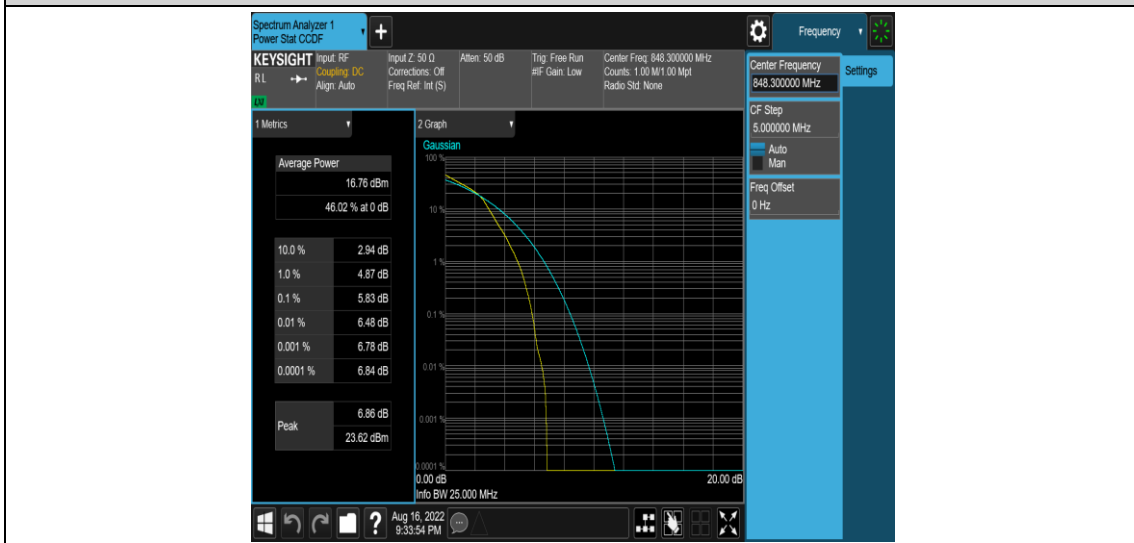 Spectrum Analyzer 1
Power Stat CCDF
+
Frequency
KEYSIGHT
RL
Input: RF
Coupling: DC
Align: Auto
Input Z: 50 Ω
Corrections: Off
Freq Ref: Int (S)
Atten: 50 dB
Trig: Free Run
#IF Gain: Low
Center Freq: 848.300000 MHz
Counts: 1.00 M/1.00 Mpt
Radio Std: None
Center Frequency
848.300000 MHz
Settings
CF Step
5.000000 MHz
Auto
Man
Freq Offset
0 Hz
1 Metrics
Average Power
16.76 dBm
46.02 % at 0 dB
10.0 % 2.94 dB
1.0 % 4.87 dB
0.1 % 5.83 dB
0.01 % 6.48 dB
0.001 % 6.78 dB
0.0001 % 6.84 dB
Peak 6.86 dB
23.62 dBm
2 Graph
Gaussian
100 %
10 %
1 %
0.1 %
0.01 %
0.001 %
0.0001 %
0.00 dB 20.00 dB
Info BW 25.000 MHz
?
Aug 16, 2022
9:33:54 PM